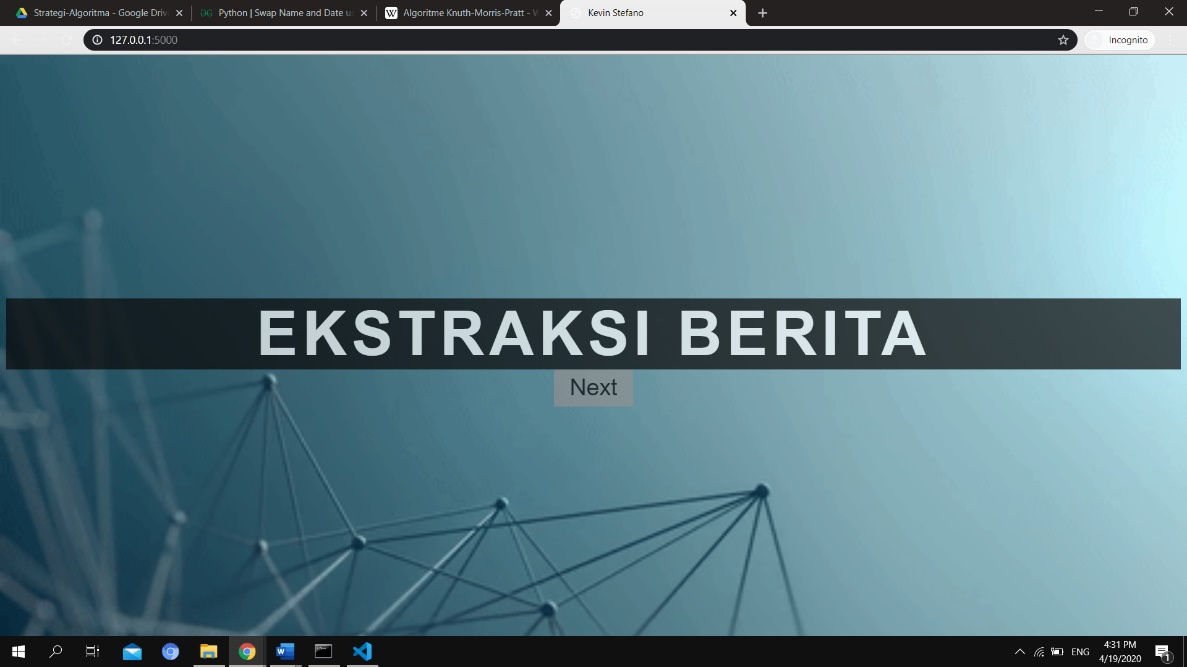 Strategi-Algoritma - Google Driv
Python | Swap Name and Date u
Algoritme Knuth-Morris-Pratt - W
Kevin Stefano
127.0.0.1:5000
Incognito
EKSTRAKSI BERITA
Next
ENG
4:31 PM
4/19/2020
1